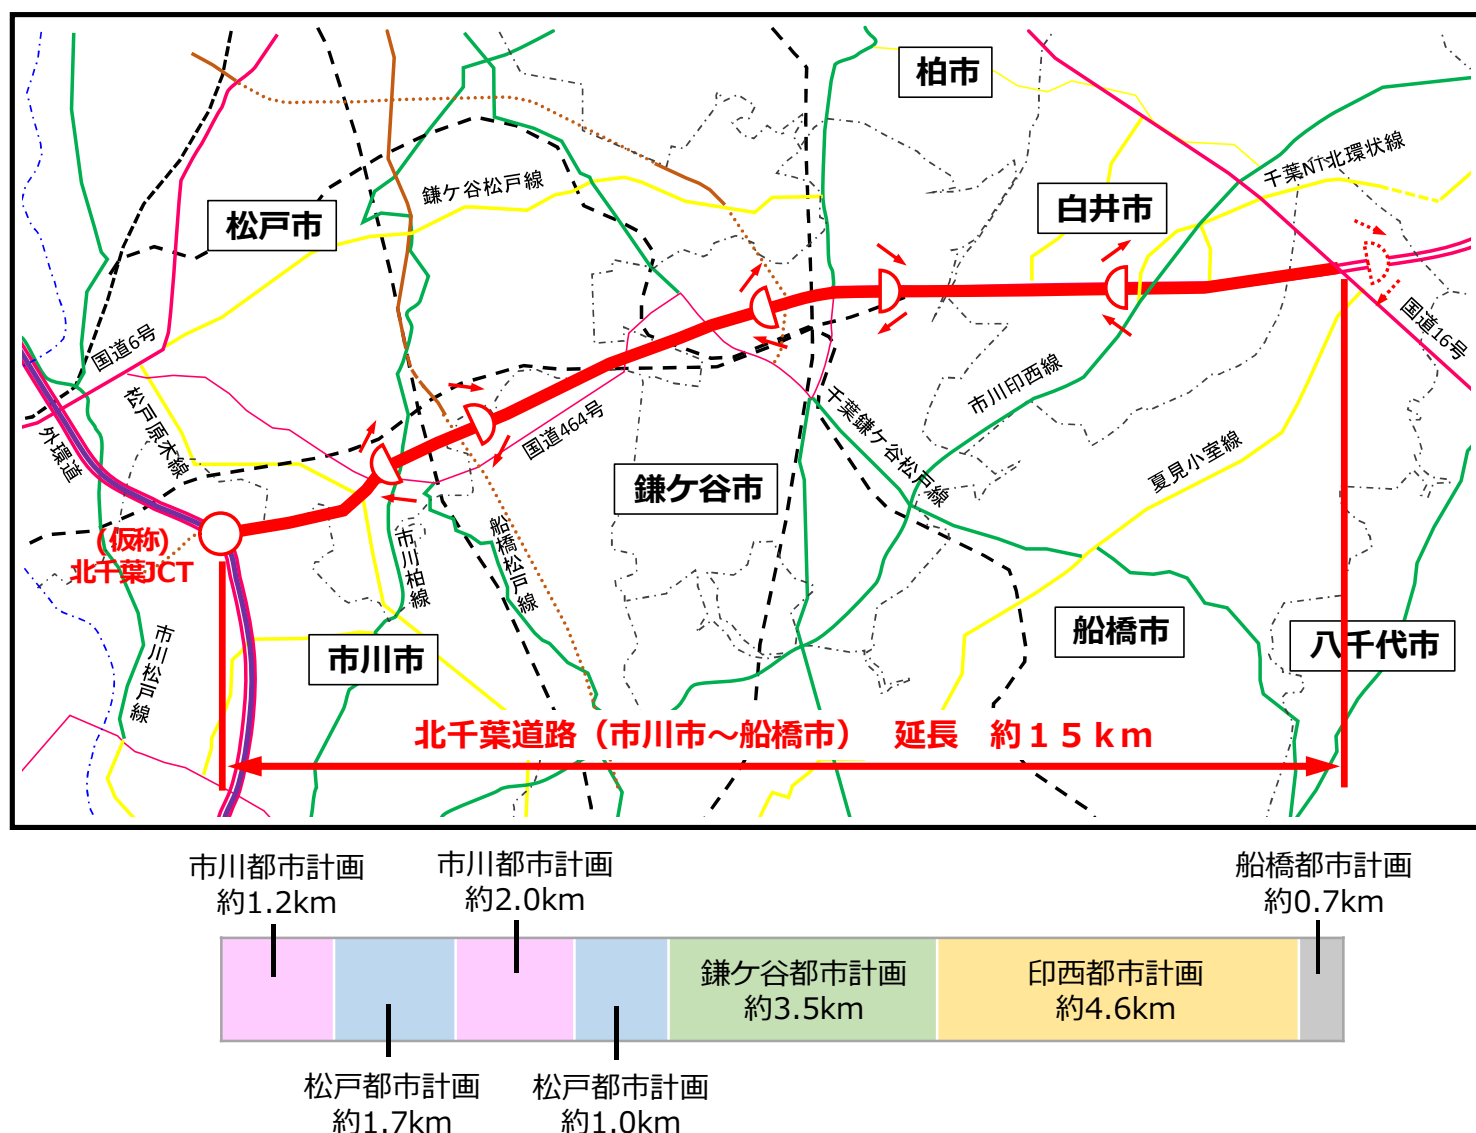 柏市
千葉NT北環状線
鎌ケ谷松戸線
白井市
松戸市
国道6号
国道16号
松戸原木線
外環道
国道464号
市川印西線
千葉鎌ケ谷松戸線
夏見小室線
鎌ケ谷市
(仮称)
北千葉JCT
市川柏線
船橋松戸線
市川松戸線
市川市
船橋市
八千代市
北千葉道路（市川市～船橋市）　延長　約１５ｋｍ
市川都市計画
約1.2km
市川都市計画
約2.0km
船橋都市計画
約0.7km
鎌ケ谷都市計画
約3.5km
印西都市計画
約4.6km
松戸都市計画
約1.7km
松戸都市計画
約1.0km